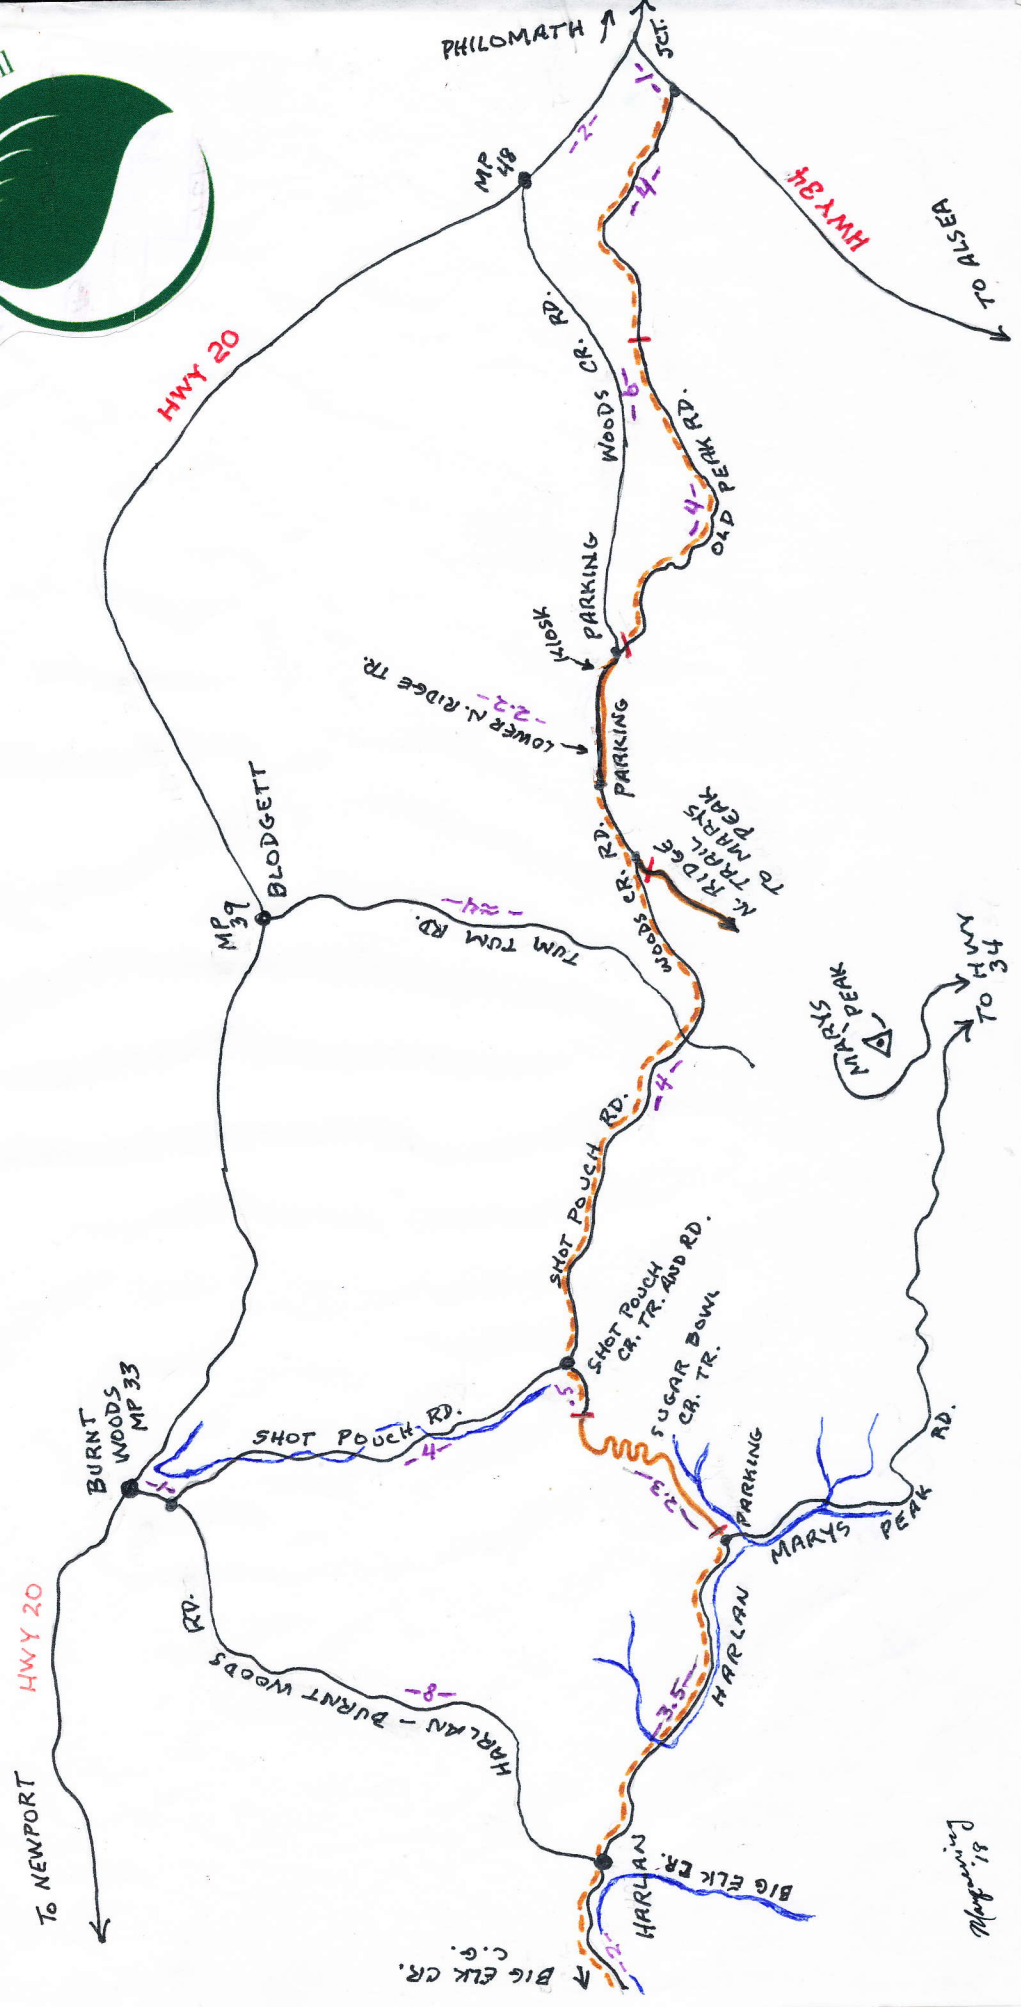 PHILOMATH
JCT.
-1-
-2-
MP
48
-4-
HWY 34
TO ALSEA
HWY 20
WOODS CR. RD.
-6-
OLD PEAK RD.
-4-
PARKING
KIOSK
LOWER N. RIDGE TR.
-2.2-
PARKING
N. RIDGE
TRAIL
TO MARYS
PEAK
WOODS CR. RD.
BLODGETT
MP
39
TUM TUM RD.
-≈4-
MARYS
PEAK
TO HWY
34
-4-
SHOT POUCH RD.
SHOT POUCH
CR. TR. AND RD.
.5
SUGAR BOWL
CR. TR.
-2.3-
BURNT
WOODS
MP 33
-1-
SHOT POUCH RD.
-4-
PARKING
MARYS PEAK RD.
HARLAN
-3.5-
HWY 20
HARLAN - BURNT WOODS RD.
-8-
TO NEWPORT
HARLAN
BIG ELK CR.
-2-
BIG ELK CR.
C.G.
'18